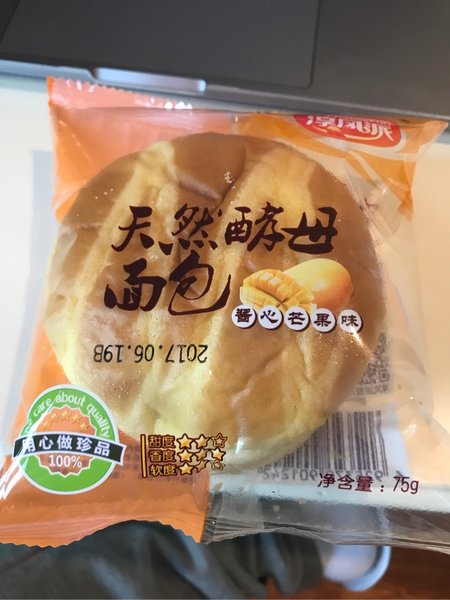 天然酵母
面包
酱心芒果味
2017.06.19B
We care about quality
用心做珍品
100%
甜度
香度
软度
净含量：75g